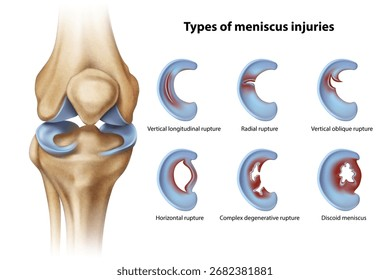 Types of meniscus injuries
Vertical longitudinal rupture
Radial rupture
Vertical oblique rupture
Horizontal rupture
Complex degenerative rupture
Discoid meniscus
shutterstock.com · 2682381881